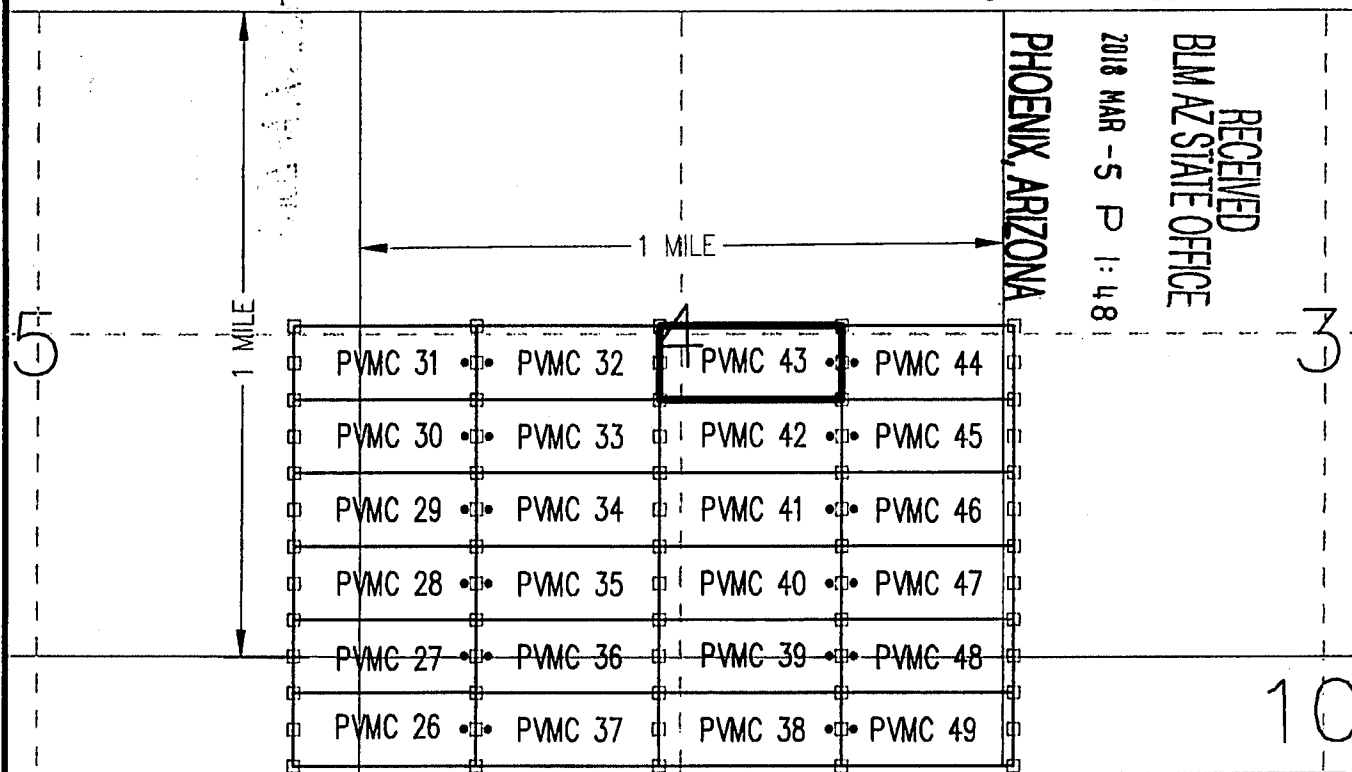 RECEIVED
BLM AZ STATE OFFICE
2018 MAR -5 P 1:48
PHOENIX, ARIZONA
1 MILE
1 MILE
5
4
3
PVMC 31
PVMC 32
PVMC 43
PVMC 44
PVMC 30
PVMC 33
PVMC 42
PVMC 45
PVMC 29
PVMC 34
PVMC 41
PVMC 46
PVMC 28
PVMC 35
PVMC 40
PVMC 47
PVMC 27
PVMC 36
PVMC 39
PVMC 48
PVMC 26
PVMC 37
PVMC 38
PVMC 49
10